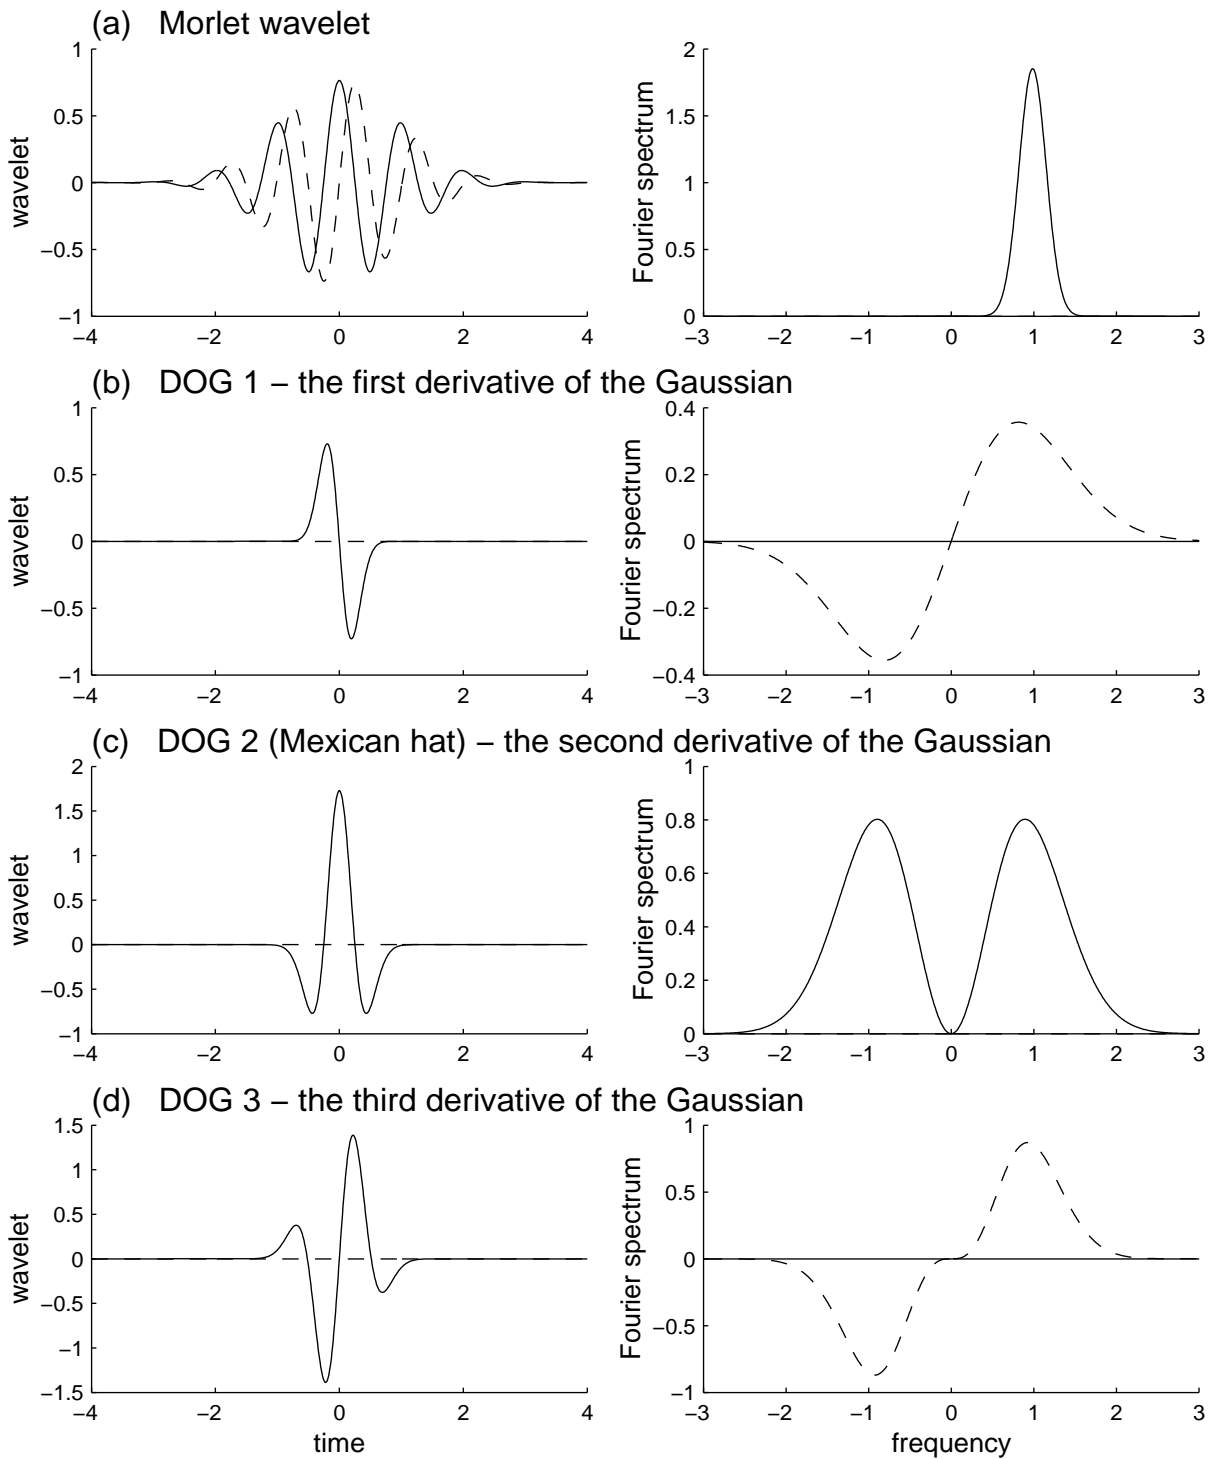 (a) Morlet wavelet
1
0.5
0
−0.5
−1
−4 −2 0 2 4
wavelet
2
1.5
1
0.5
0
−3 −2 −1 0 1 2 3
Fourier spectrum
(b) DOG 1 − the first derivative of the Gaussian
1
0.5
0
−0.5
−1
−4 −2 0 2 4
wavelet
0.4
0.2
0
−0.2
−0.4
−3 −2 −1 0 1 2 3
Fourier spectrum
(c) DOG 2 (Mexican hat) − the second derivative of the Gaussian
2
1.5
1
0.5
0
−0.5
−1
−4 −2 0 2 4
wavelet
1
0.8
0.6
0.4
0.2
0
−3 −2 −1 0 1 2 3
Fourier spectrum
(d) DOG 3 − the third derivative of the Gaussian
1.5
1
0.5
0
−0.5
−1
−1.5
−4 −2 0 2 4
wavelet
time
1
0.5
0
−0.5
−1
−3 −2 −1 0 1 2 3
Fourier spectrum
frequency